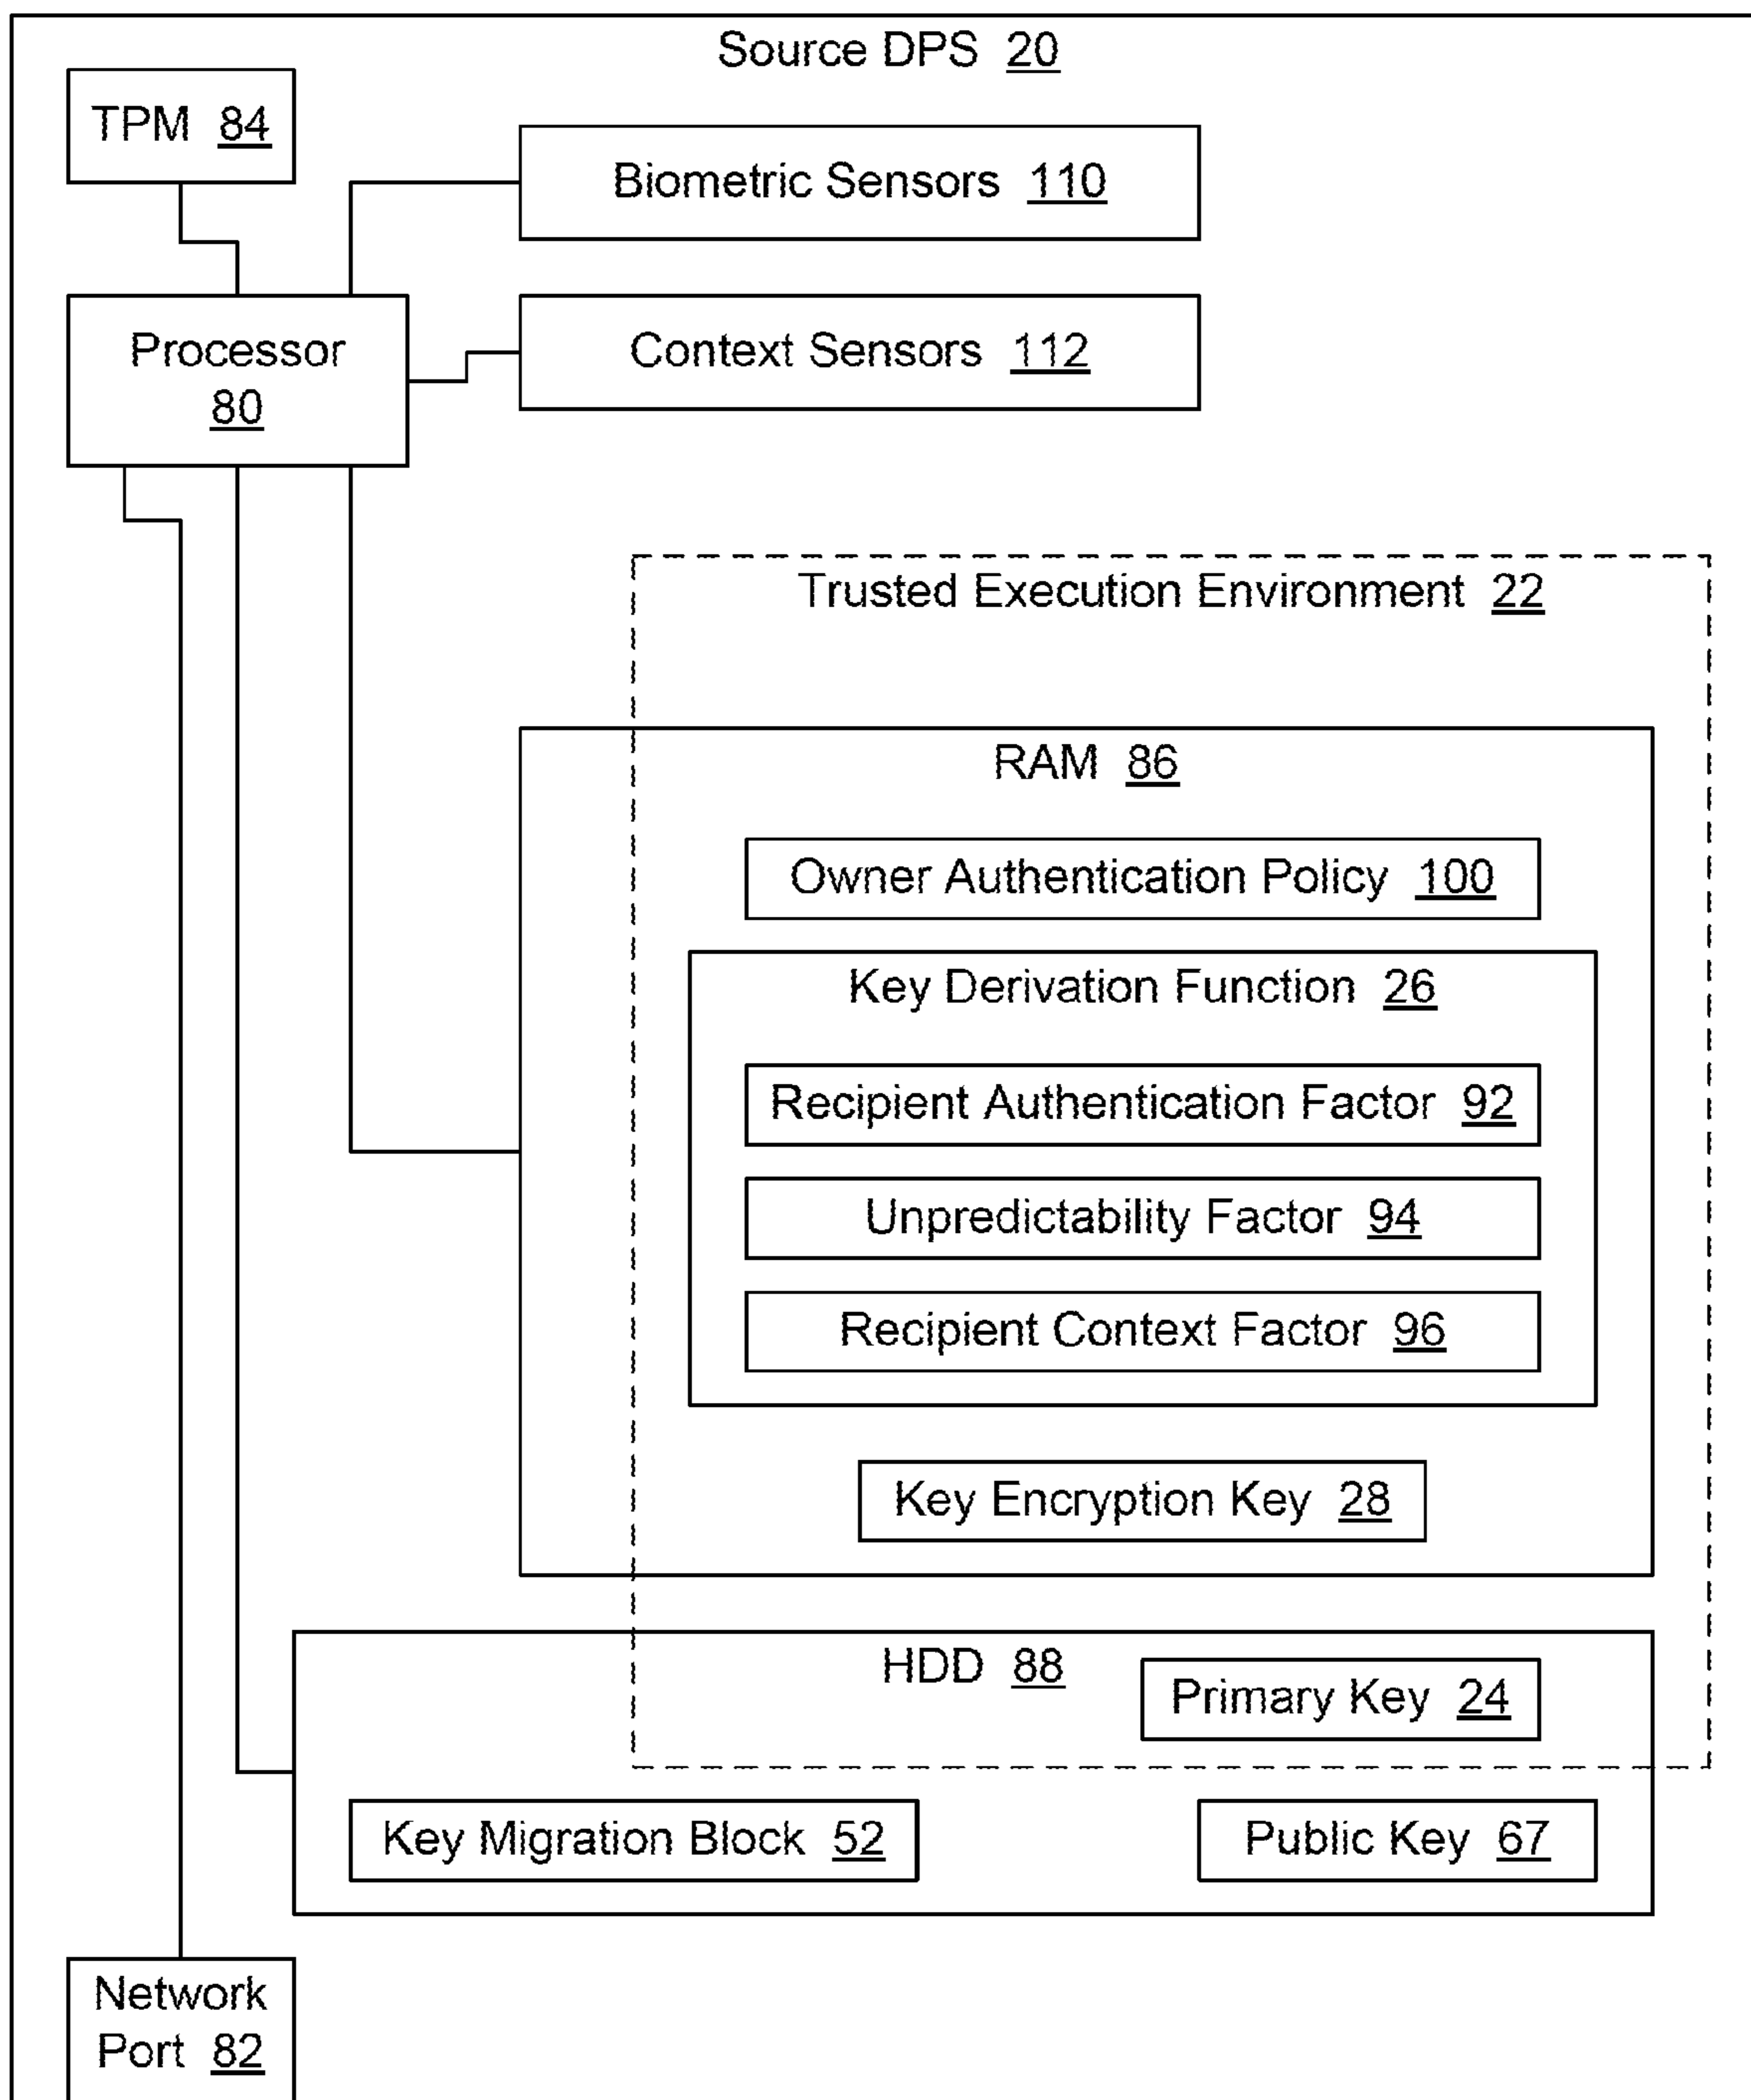 Source DPS 20
TPM 84
Biometric Sensors 110
Processor
80
Context Sensors 112
Trusted Execution Environment 22
RAM 86
Owner Authentication Policy 100
Key Derivation Function 26
Recipient Authentication Factor 92
Unpredictability Factor 94
Recipient Context Factor 96
Key Encryption Key 28
HDD 88
Primary Key 24
Key Migration Block 52
Public Key 67
Network
Port 82